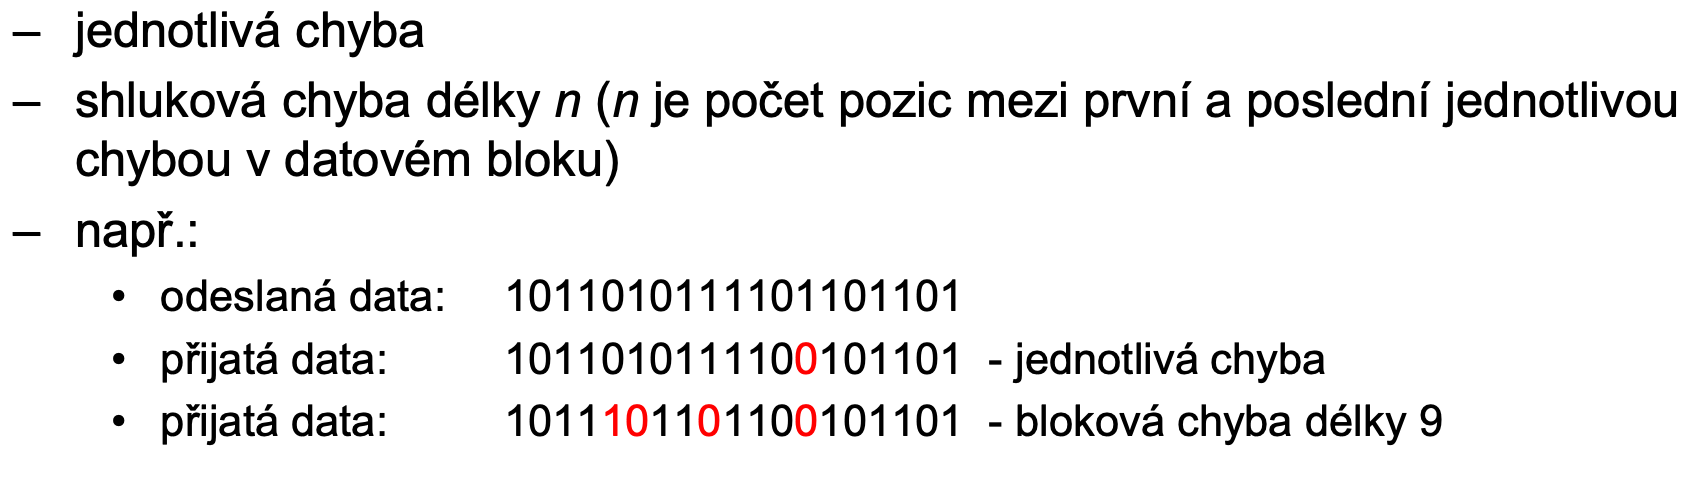 – jednotlivá chyba
– shluková chyba délky n (n je počet pozic mezi první a poslední jednotlivou
chybou v datovém bloku)
– např.:
• odeslaná data: 1011010111101101101
• přijatá data: 1011010111100101101 - jednotlivá chyba
• přijatá data: 1011101101100101101 - bloková chyba délky 9